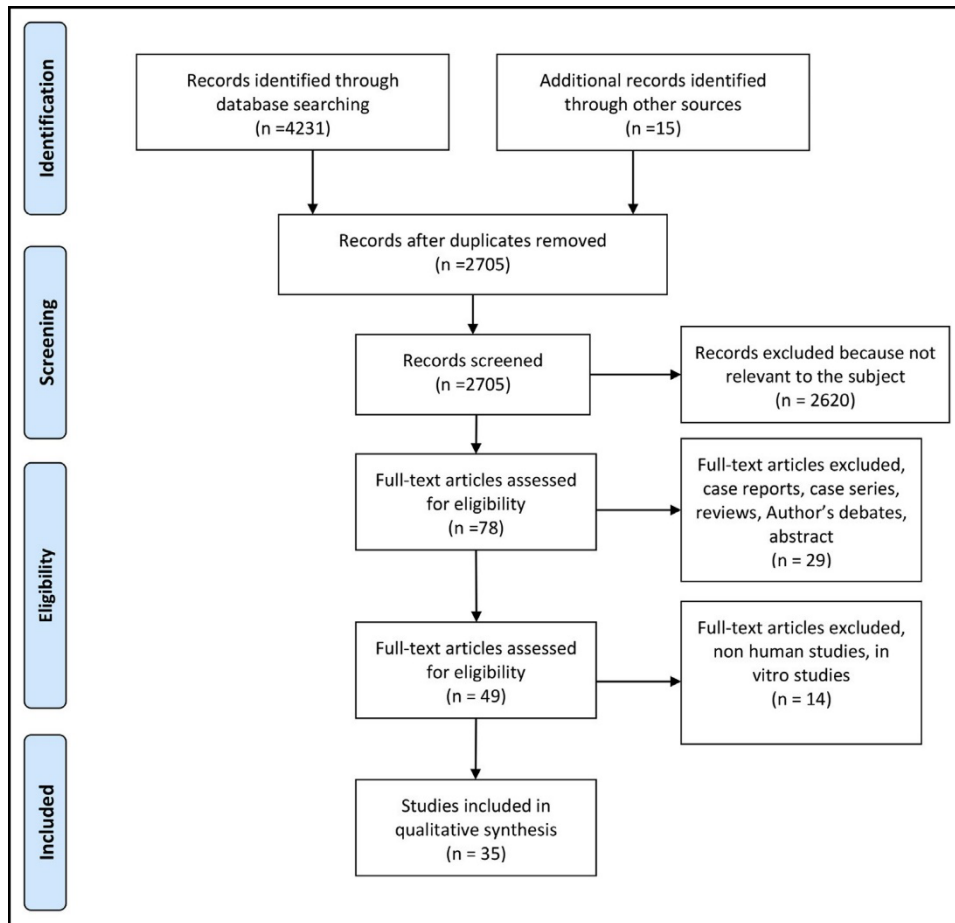 Identification
Records identified through
database searching
(n =4231)
Additional records identified
through other sources
(n =15)
Records after duplicates removed
(n =2705)
Screening
Records screened
(n =2705)
Records excluded because not
relevant to the subject
(n = 2620)
Eligibility
Full-text articles assessed
for eligibility
(n =78)
Full-text articles excluded,
case reports, case series,
reviews, Author’s debates,
abstract
(n = 29)
Full-text articles assessed
for eligibility
(n = 49)
Full-text articles excluded,
non human studies, in
vitro studies
(n = 14)
Included
Studies included in
qualitative synthesis
(n = 35)